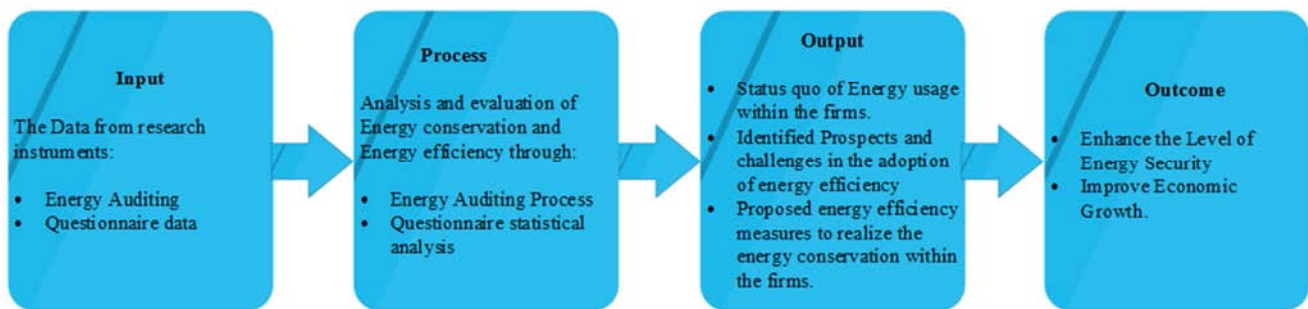 Input
The Data from research
instruments:
• Energy Auditing
• Questionnaire data
Process
Analysis and evaluation of
Energy conservation and
Energy efficiency through:
• Energy Auditing Process
• Questionnaire statistical
analysis
Output
• Status quo of Energy usage
within the firms.
• Identified Prospects and
challenges in the adoption
of energy efficiency
• Proposed energy efficiency
measures to realize the
energy conservation within
the firms.
Outcome
• Enhance the Level of
Energy Security
• Improve Economic
Growth.